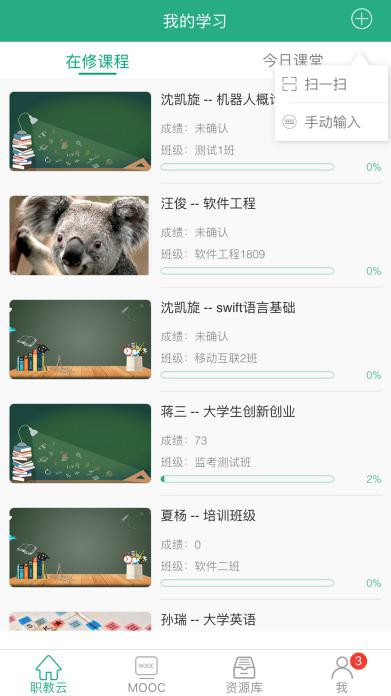 我的学习
在修课程
今日课堂
扫一扫
手动输入
沈凯旋 -- 机器人概
成绩：未确认
班级：测试1班
0%
汪俊 -- 软件工程
成绩：未确认
班级：软件工程1809
0%
沈凯旋 -- swift语言基础
成绩：未确认
班级：移动互联2班
0%
蒋三 -- 大学生创新创业
成绩：73
班级：监考测试班
2%
夏杨 -- 培训班级
成绩：0
班级：软件二班
0%
孙瑞 -- 大学英语
职教云
MOOC
MOOC
资源库
3
我